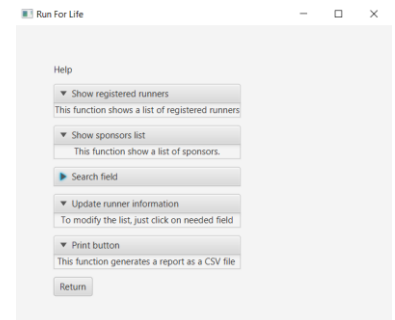 Run For Life
Help
Show registered runners
This function shows a list of registered runners
Show sponsors list
This function show a list of sponsors.
Search field
Update runner information
To modify the list, just click on needed field
Print button
This function generates a report as a CSV file
Return